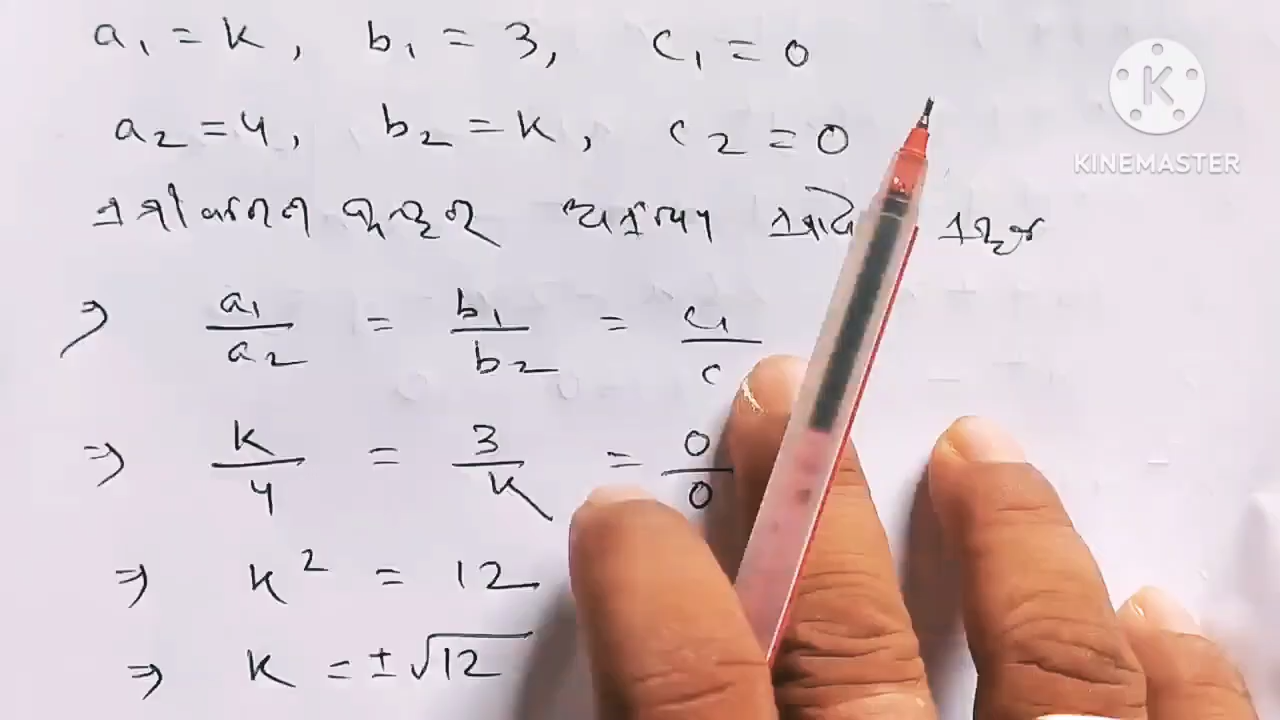 a₁ = k, b₁ = 3, c₁ = 0
a₂ = 4, b₂ = k, c₂ = 0
KINEMASTER
⇒ a₁/a₂ = b₁/b₂ = c₁/c
⇒ k/4 = 3/k = 0/0
⇒ k² = 12
⇒ k = ±√12